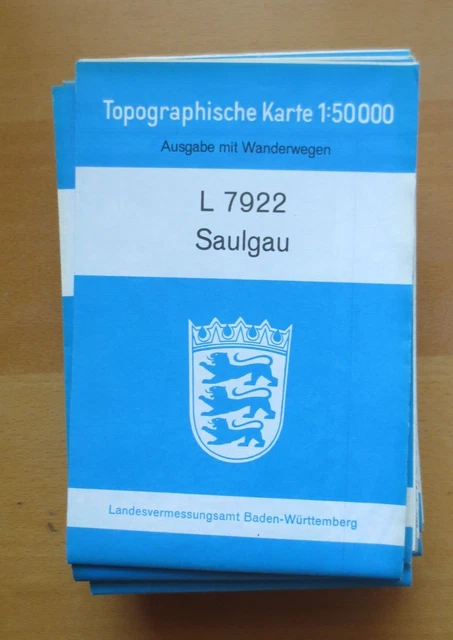 Topographische Karte 1:50000
Ausgabe mit Wanderwegen
L 7922
Saulgau
Landesvermessungsamt Baden-Württemberg